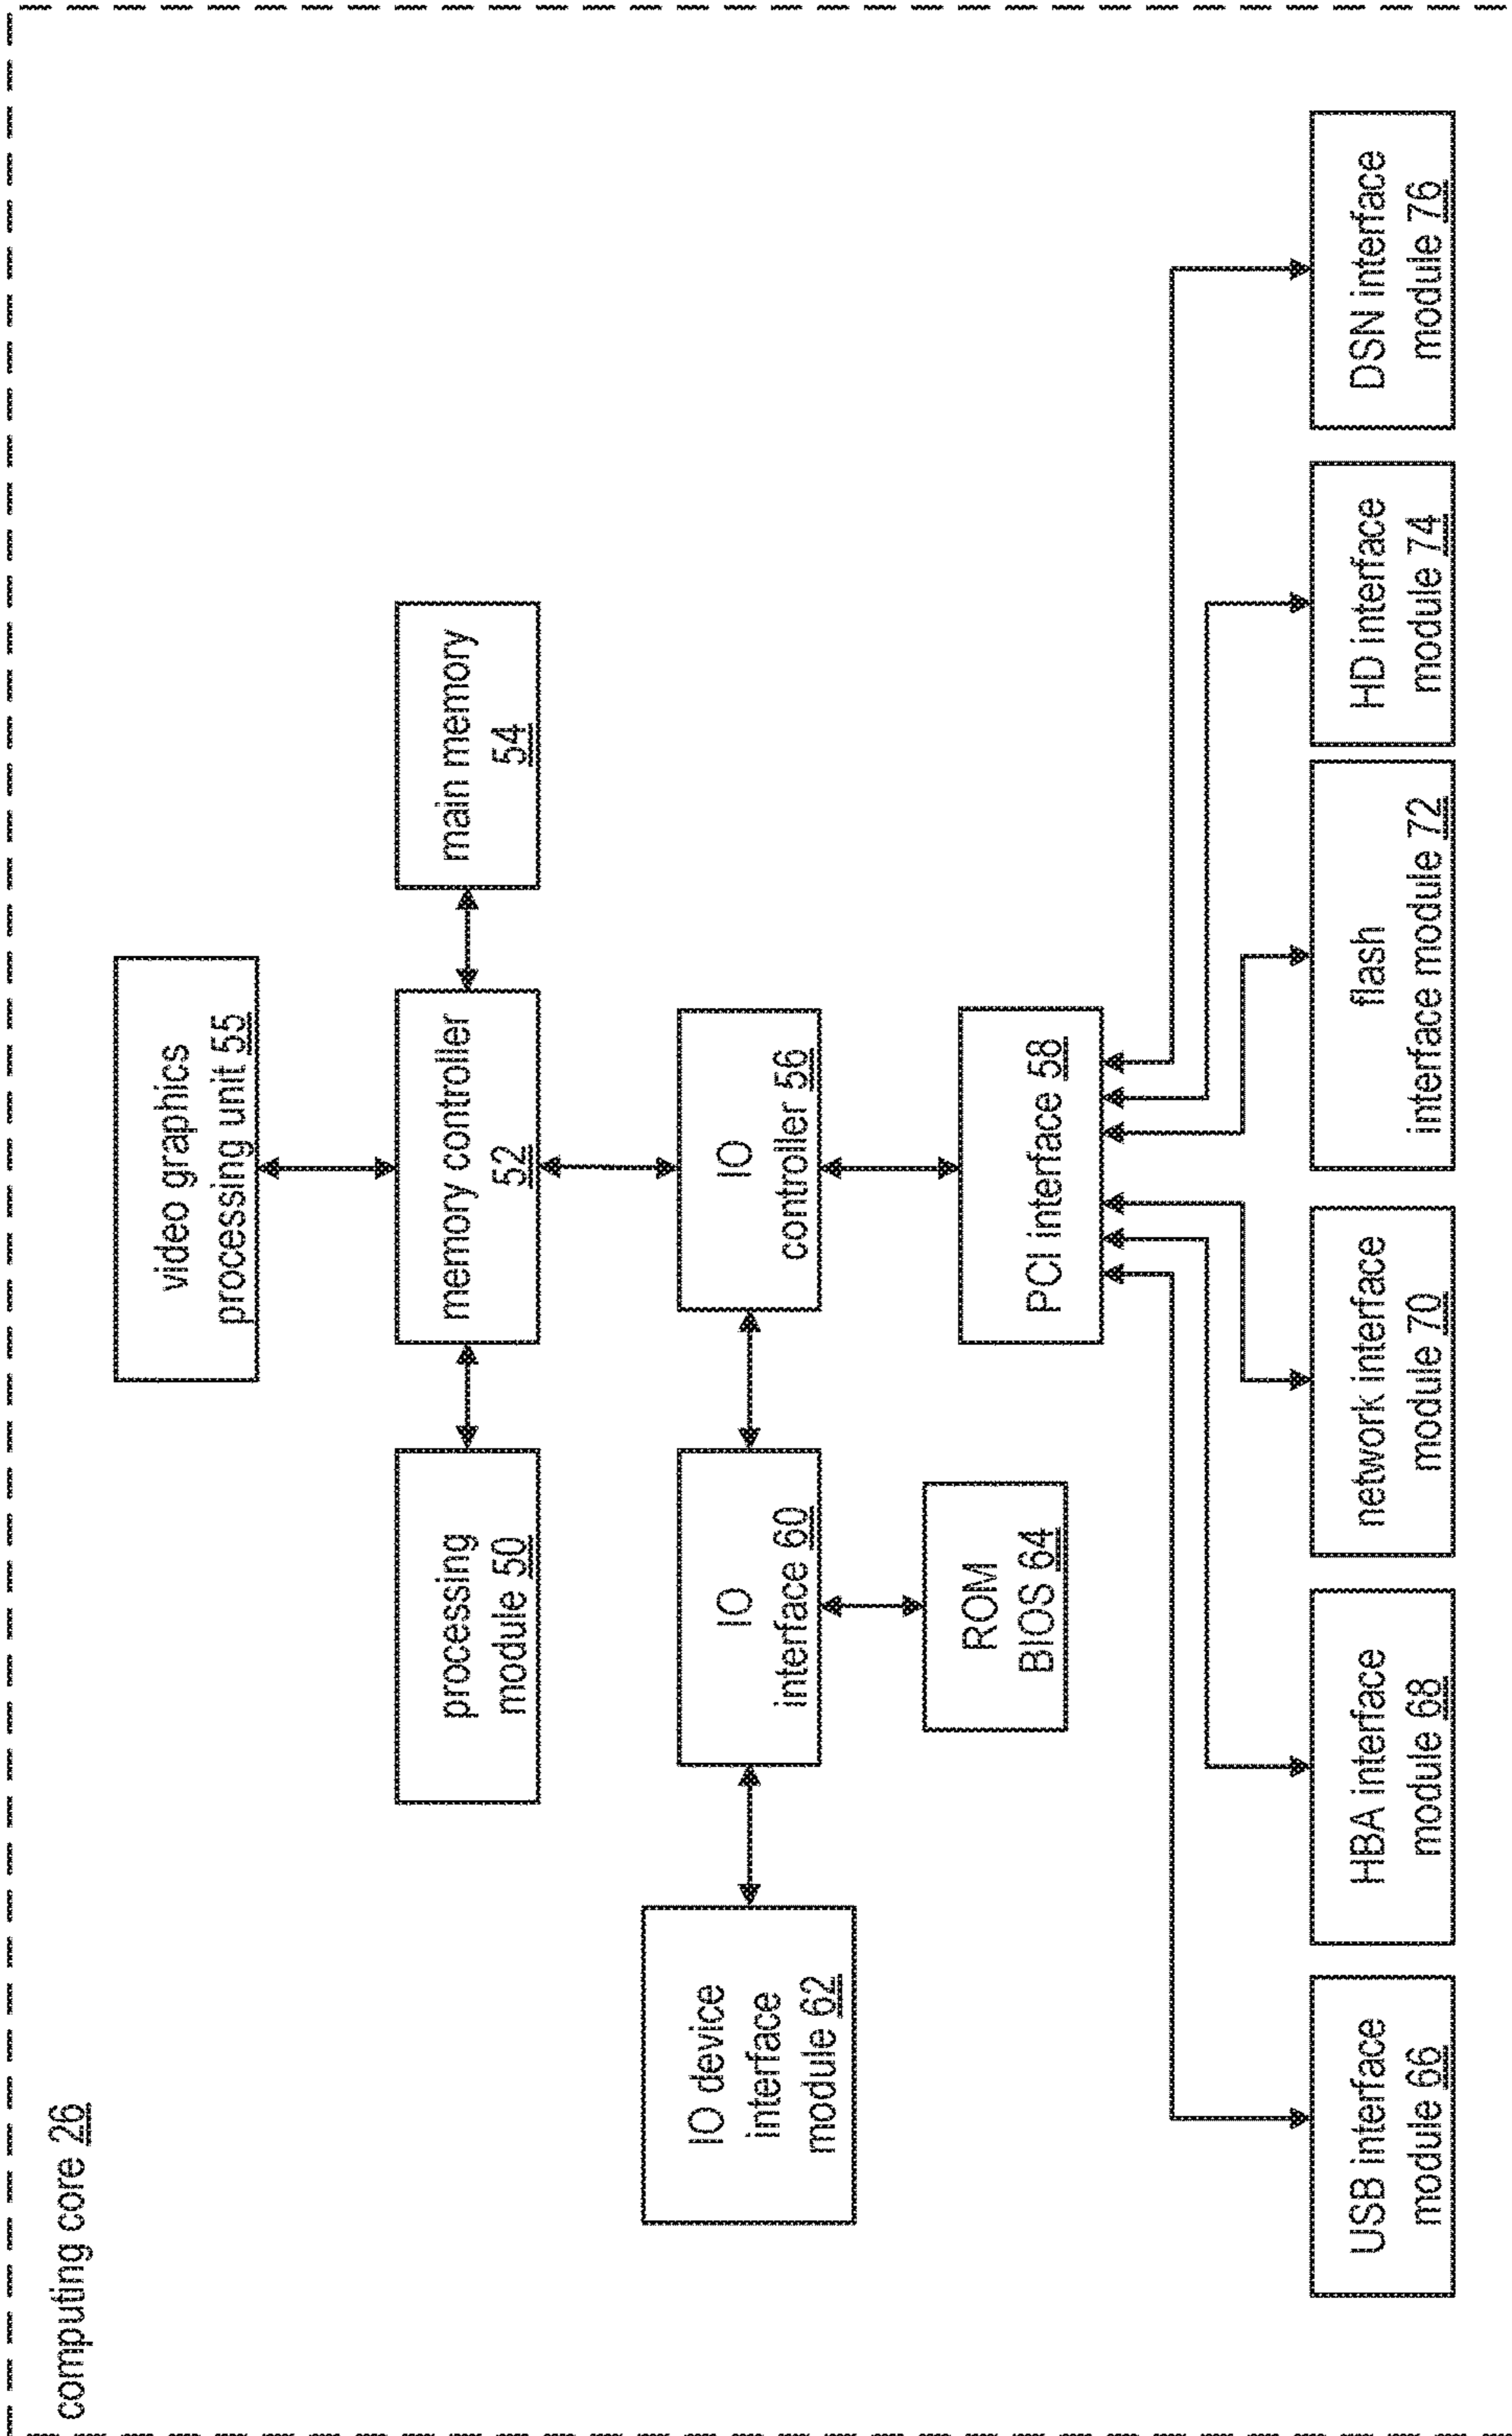 computing core 26
video graphics
processing unit 55
processing
module 50
memory controller
52
main memory
54
IO device
interface
module 62
IO
interface 60
IO
controller 56
ROM
BIOS 64
PCI interface 58
USB interface
module 66
HBA interface
module 68
network interface
module 70
flash
interface module 72
HD interface
module 74
DSN interface
module 76